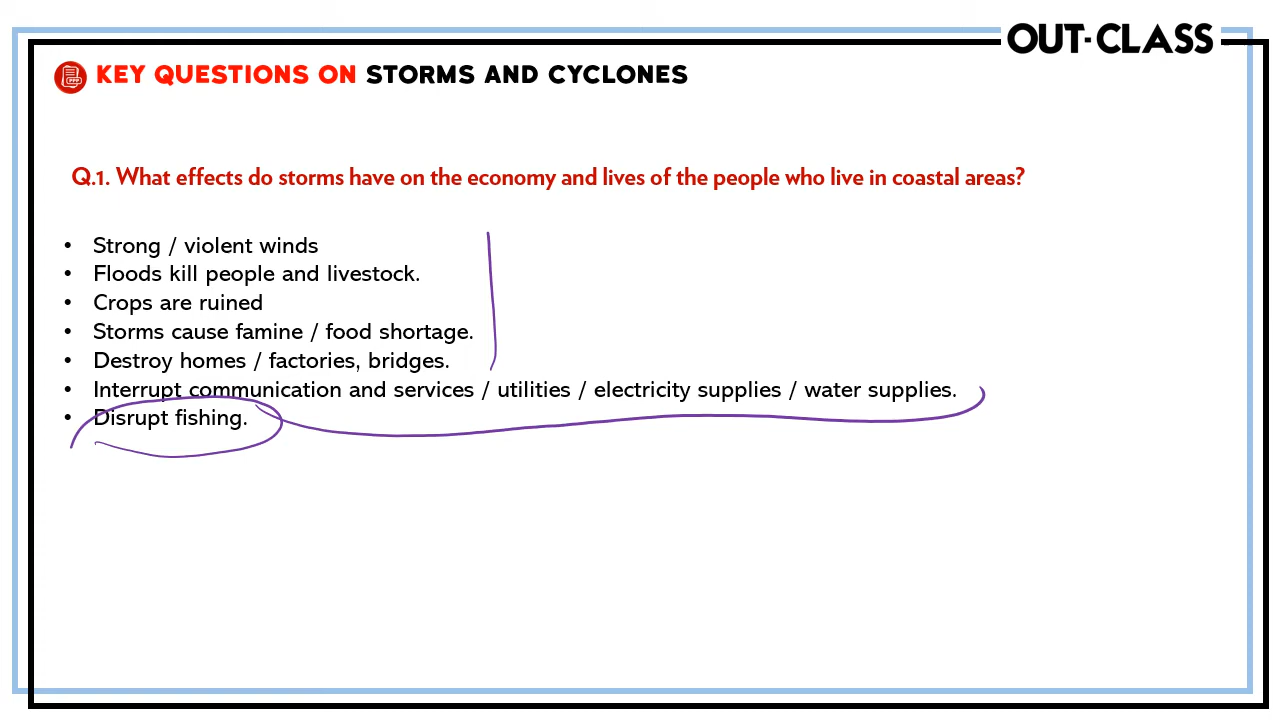 OUT-CLASS
KEY QUESTIONS ON STORMS AND CYCLONES
Q.1. What effects do storms have on the economy and lives of the people who live in coastal areas?
• Strong / violent winds
• Floods kill people and livestock.
• Crops are ruined
• Storms cause famine / food shortage.
• Destroy homes / factories, bridges.
• Interrupt communication and services / utilities / electricity supplies / water supplies.
• Disrupt fishing.